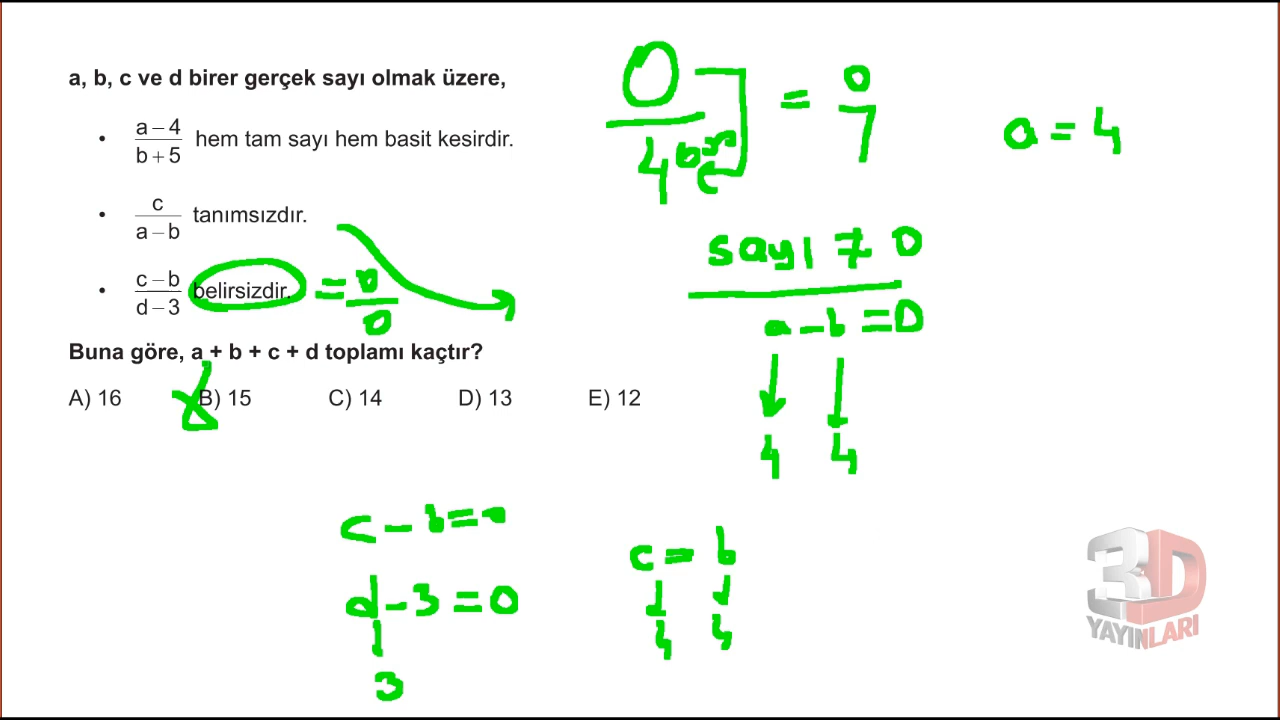 a, b, c ve d birer gerçek sayı olmak üzere,
• a − 4 / b + 5 hem tam sayı hem basit kesirdir.
• c / a − b tanımsızdır.
• c − b / d − 3 belirsizdir. = 0 / 0
Buna göre, a + b + c + d toplamı kaçtır?
A) 16 B) 15 C) 14 D) 13 E) 12
0 / 4 = 0 / 7
a = 4
sayı ≠ 0
a − b = 0
4 4
c − b = 0
d − 3 = 0
3
c = b
4 4
3D
YAYINLARI